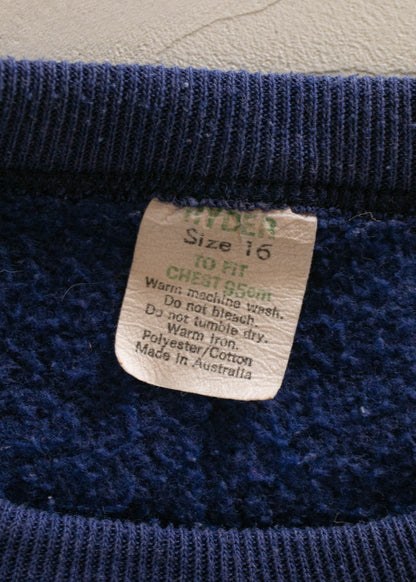 RYDER
Size 16
TO FIT
CHEST 95cm
Warm machine wash.
Do not bleach.
Do not tumble dry.
Warm iron.
Polyester/Cotton
Made in Australia